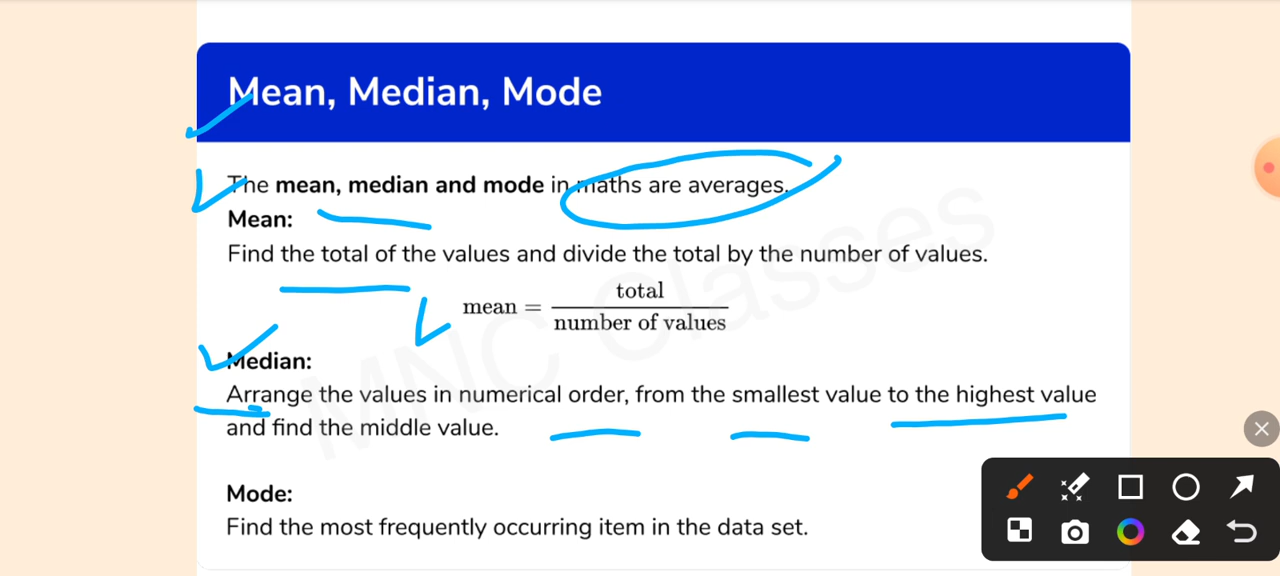 Mean, Median, Mode
The mean, median and mode in maths are averages.
Mean:
Find the total of the values and divide the total by the number of values.
mean = total / number of values
Median:
Arrange the values in numerical order, from the smallest value to the highest value
and find the middle value.
Mode:
Find the most frequently occurring item in the data set.
MNC Classes